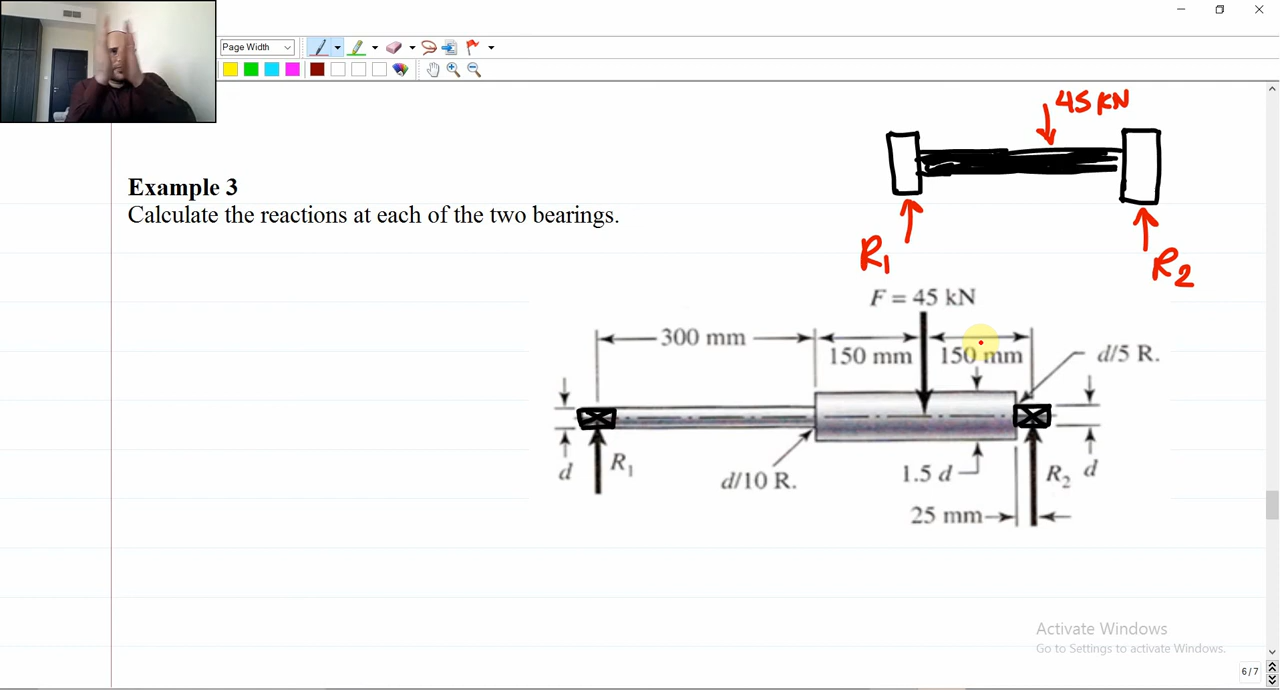 Page Width
45 KN
Example 3
Calculate the reactions at each of the two bearings.
R1
R2
F = 45 kN
300 mm
150 mm
150 mm
d/5 R.
d
R1
d/10 R.
1.5 d
R2
d
25 mm
Activate Windows
Go to Settings to activate Windows.
6/7